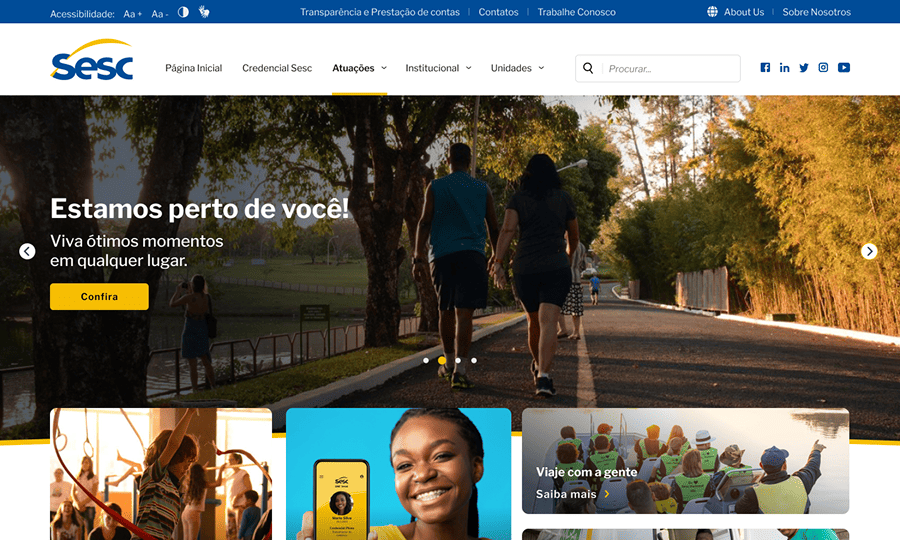 Acessibilidade: Aa + Aa -
Transparência e Prestação de contas
Contatos
Trabalhe Conosco
About Us
Sobre Nosotros
Sesc
Página Inicial
Credencial Sesc
Atuações
Institucional
Unidades
Procurar...
Estamos perto de você!
Viva ótimos momentos
em qualquer lugar.
Confira
Sesc
Viaje com a gente
Saiba mais